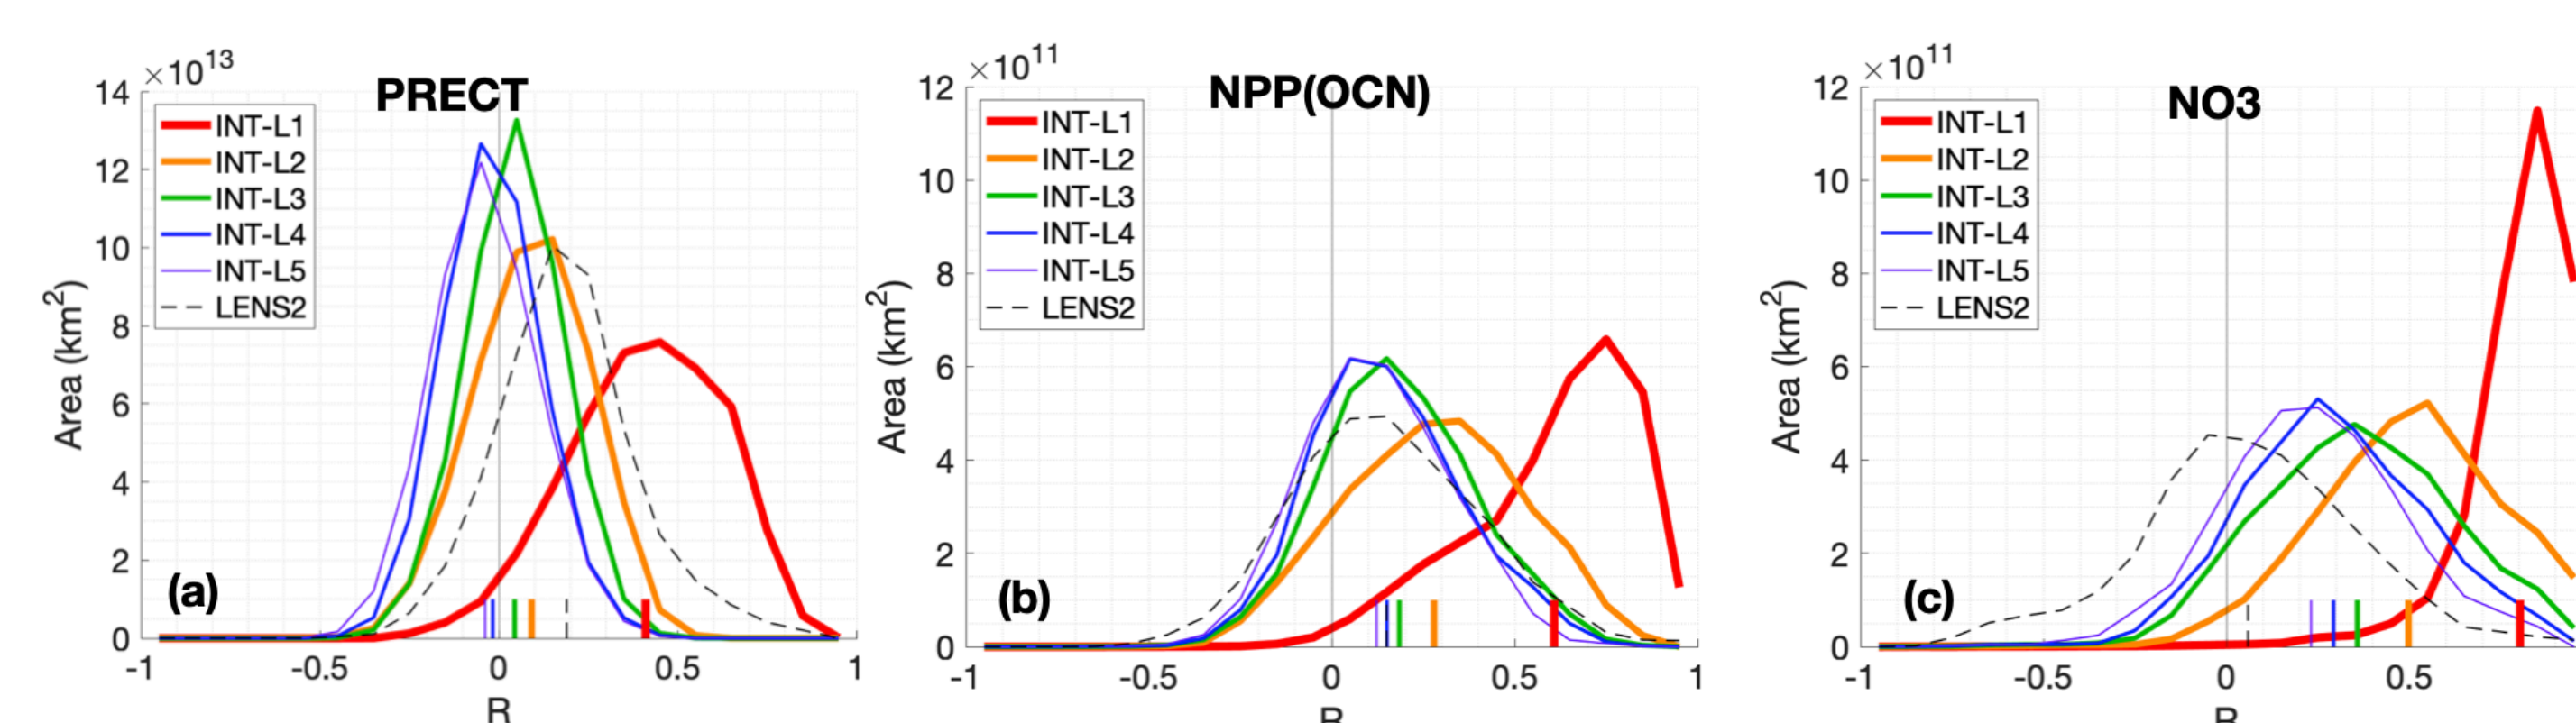 ×10^13
PRECT
14
12
10
8
6
4
2
0
Area (km^2)
INT-L1
INT-L2
INT-L3
INT-L4
INT-L5
LENS2
(a)
-1
-0.5
0
0.5
1
R
×10^11
NPP(OCN)
12
10
8
6
4
2
0
Area (km^2)
INT-L1
INT-L2
INT-L3
INT-L4
INT-L5
LENS2
(b)
-1
-0.5
0
0.5
1
R
×10^11
NO3
12
10
8
6
4
2
0
Area (km^2)
INT-L1
INT-L2
INT-L3
INT-L4
INT-L5
LENS2
(c)
-1
-0.5
0
0.5
R